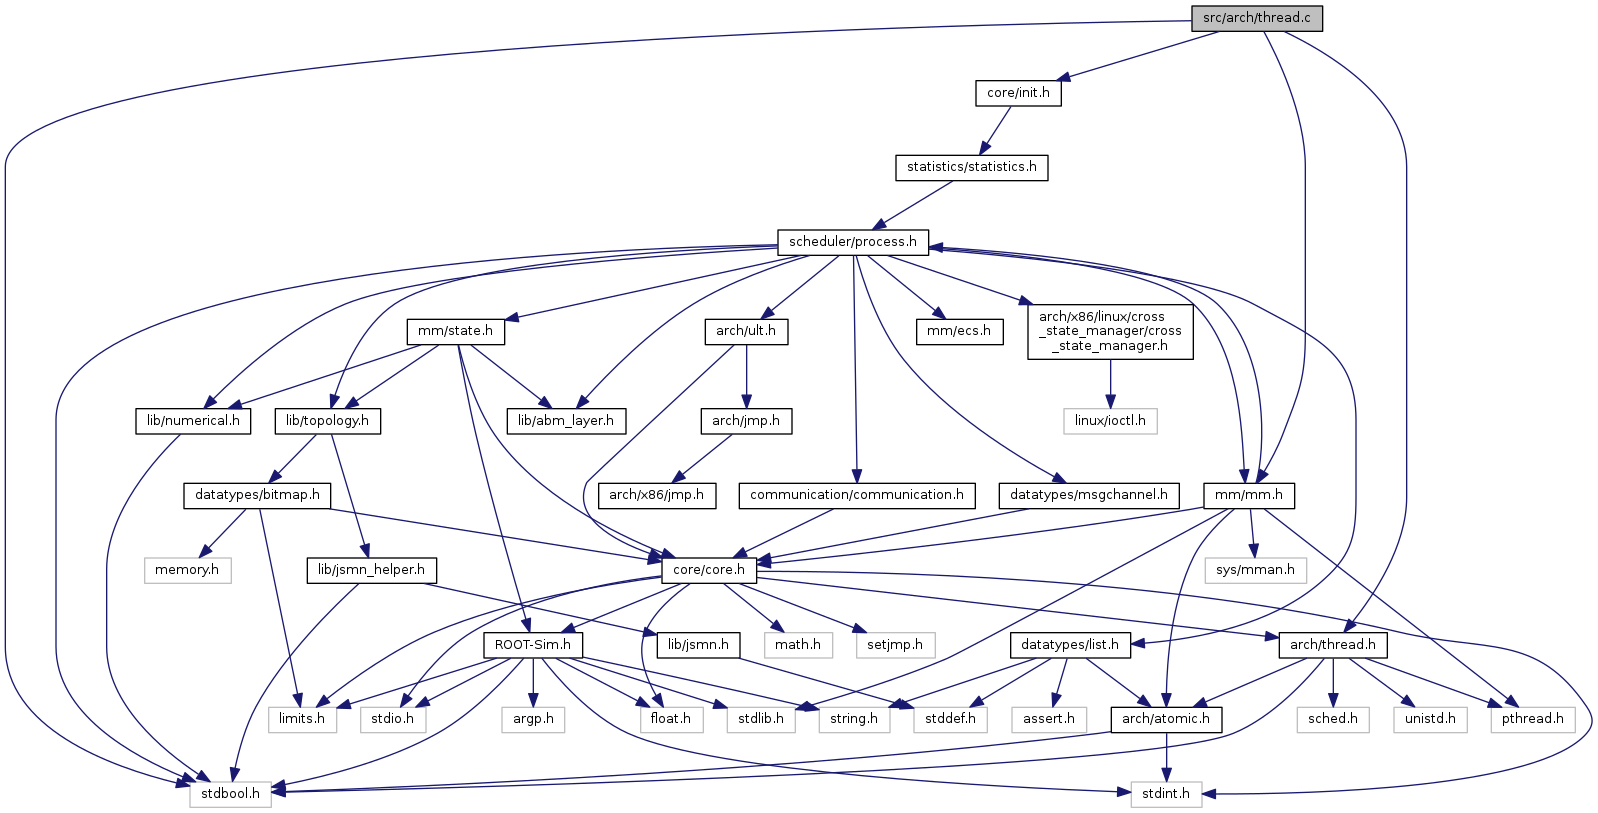 src/arch/thread.c
core/init.h
statistics/statistics.h
scheduler/process.h
mm/state.h
arch/ult.h
mm/ecs.h
arch/x86/linux/cross
_state_manager/cross
_state_manager.h
lib/numerical.h
lib/topology.h
lib/abm_layer.h
arch/jmp.h
linux/ioctl.h
datatypes/bitmap.h
arch/x86/jmp.h
communication/communication.h
datatypes/msgchannel.h
mm/mm.h
memory.h
lib/jsmn_helper.h
core/core.h
sys/mman.h
ROOT-Sim.h
lib/jsmn.h
math.h
setjmp.h
datatypes/list.h
arch/thread.h
limits.h
stdio.h
argp.h
float.h
stdlib.h
string.h
stddef.h
assert.h
arch/atomic.h
sched.h
unistd.h
pthread.h
stdbool.h
stdint.h